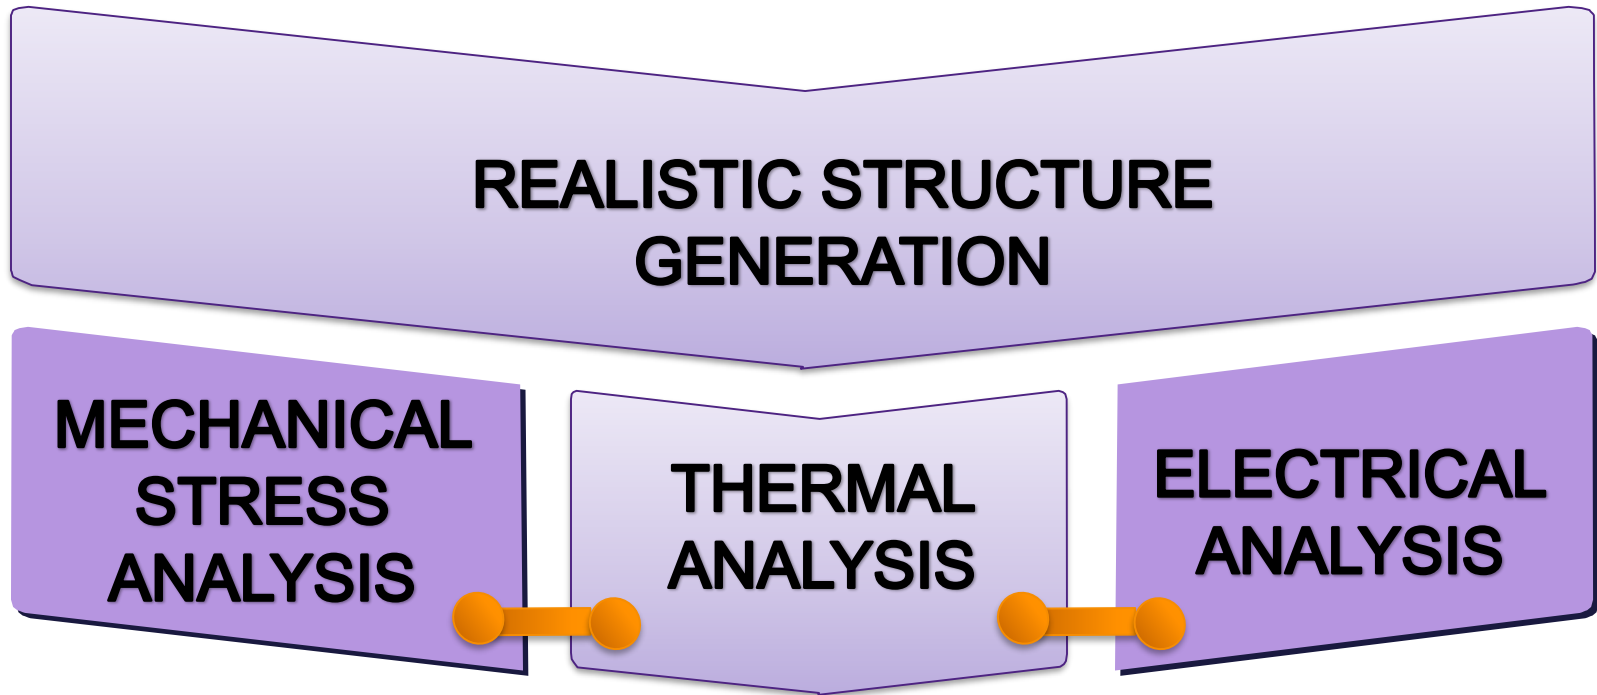 REALISTIC STRUCTURE
GENERATION
MECHANICAL
STRESS
ANALYSIS
THERMAL
ANALYSIS
ELECTRICAL
ANALYSIS